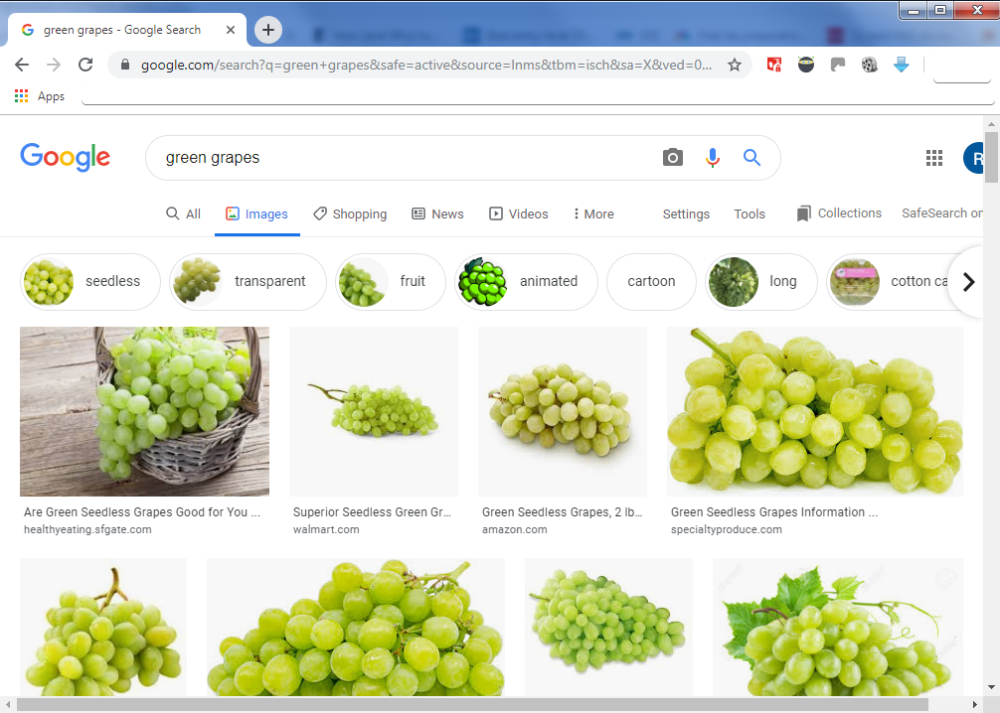 green grapes - Google Search
google.com/search?q=green+grapes&safe=active&source=lnms&tbm=isch&sa=X&ved=0...
Apps
Google
green grapes
R
All Images Shopping News Videos More Settings Tools Collections SafeSearch on
seedless transparent fruit animated cartoon long cotton ca
Are Green Seedless Grapes Good for You ...
healthyeating.sfgate.com
Superior Seedless Green Gr...
walmart.com
Green Seedless Grapes, 2 lb...
amazon.com
Green Seedless Grapes Information ...
specialtyproduce.com